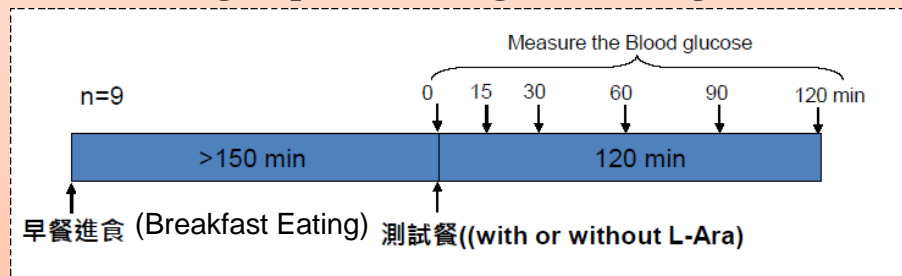 Measure the Blood glucose
n=9
0 15 30 60 90 120 min
>150 min 120 min
早餐進食 (Breakfast Eating) 測試餐((with or without L-Ara)